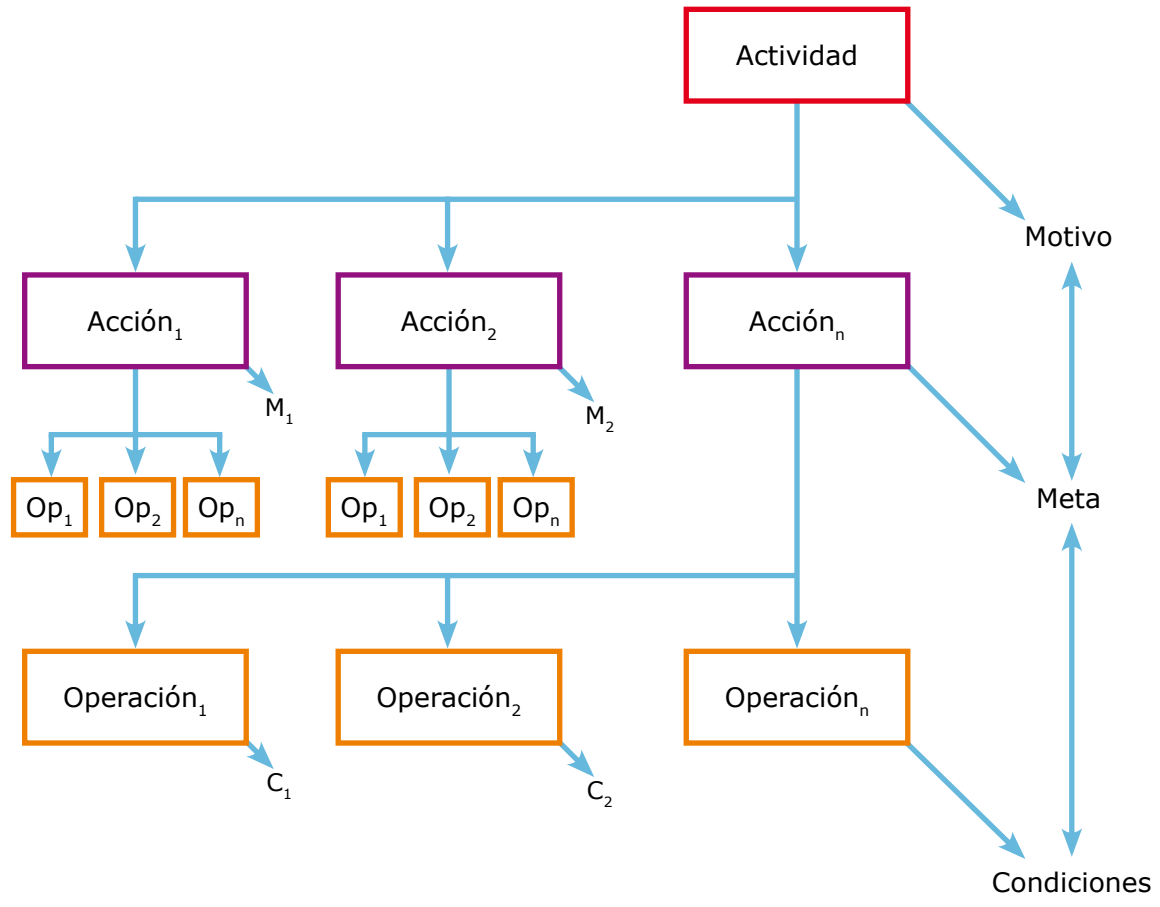 Actividad
Motivo
Acción₁
Acción₂
Acciónₙ
M₁
M₂
Op₁
Op₂
Opₙ
Op₁
Op₂
Opₙ
Meta
Operación₁
Operación₂
Operaciónₙ
C₁
C₂
Condiciones